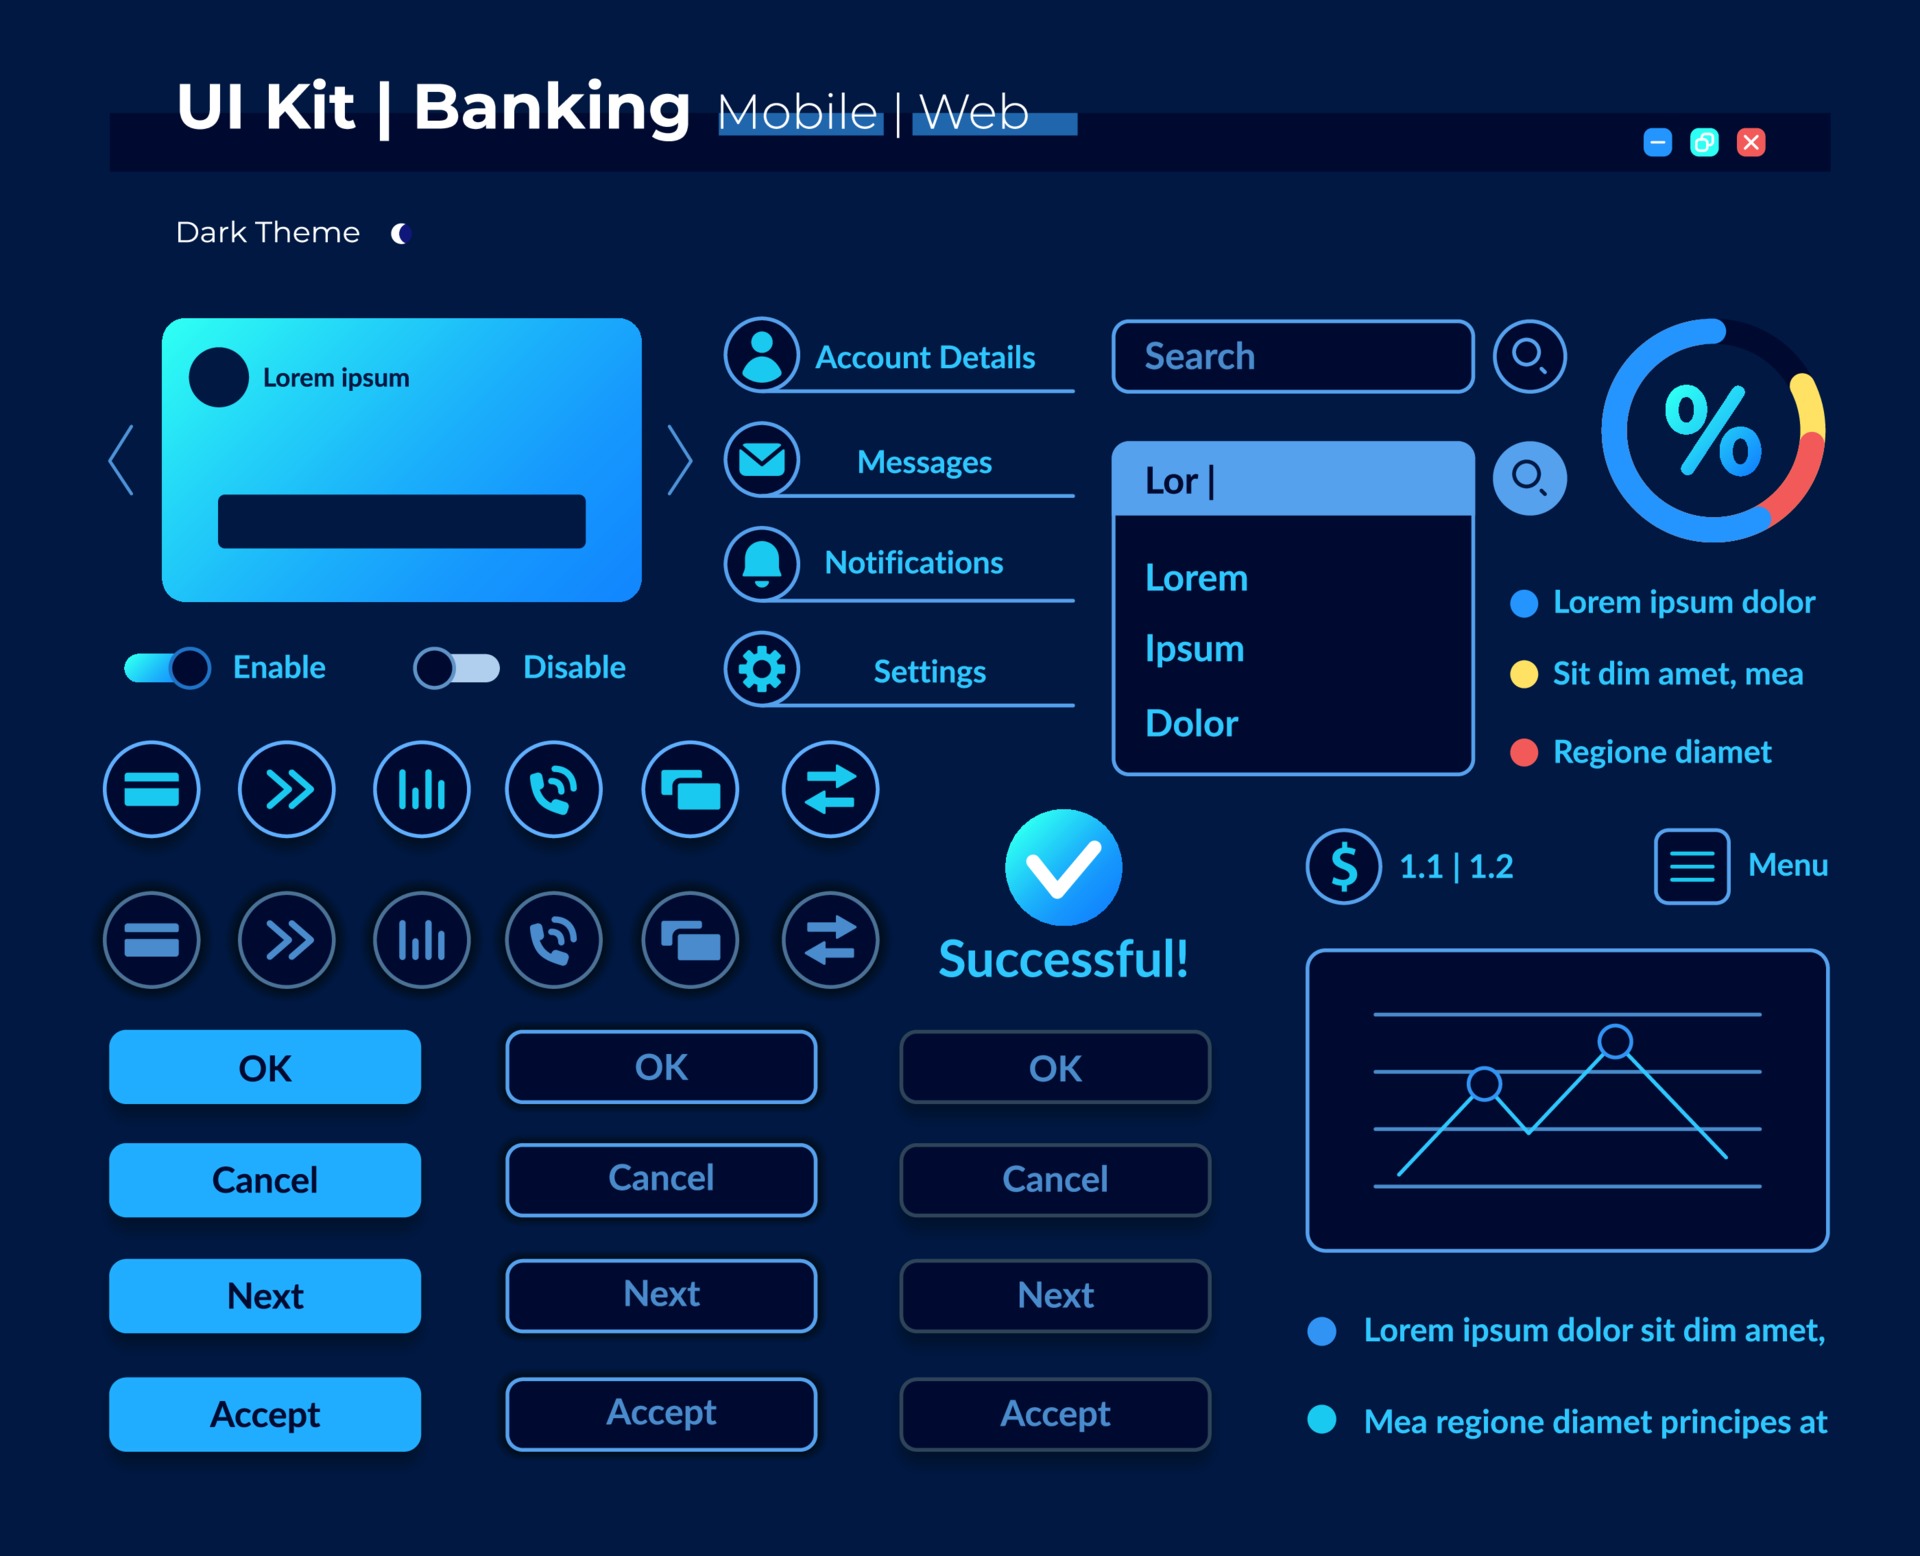 UI Kit | Banking Mobile | Web
Dark Theme
Lorem ipsum
Enable
Disable
Account Details
Messages
Notifications
Settings
Search
Lor |
Lorem
Ipsum
Dolor
%
Lorem ipsum dolor
Sit dim amet, mea
Regione diamet
Successful!
$ 1.1 | 1.2
Menu
OK
OK
OK
Cancel
Cancel
Cancel
Next
Next
Next
Accept
Accept
Accept
Lorem ipsum dolor sit dim amet,
Mea regione diamet principes at